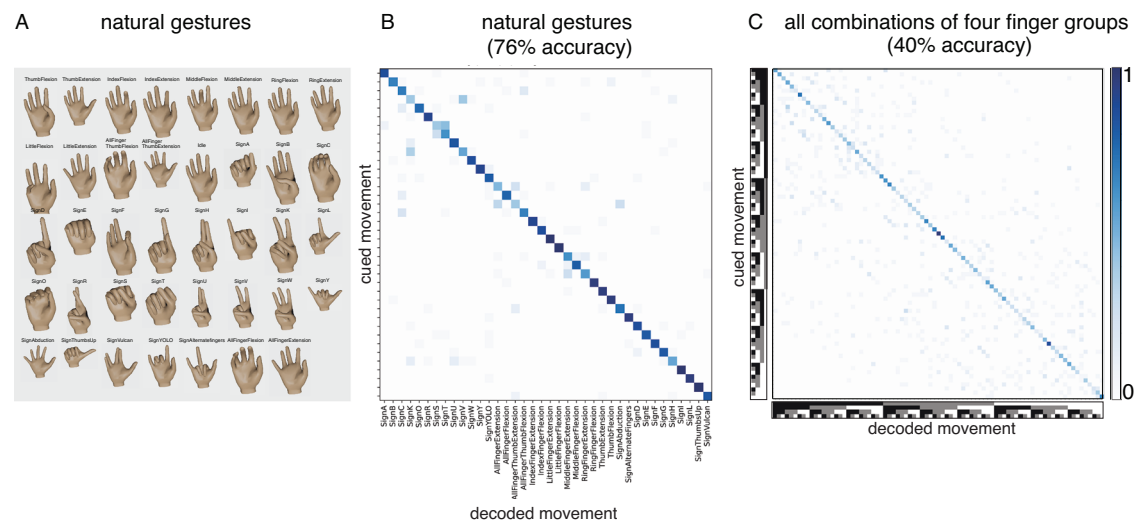 A natural gestures
ThumbFlexion ThumbExtension IndexFlexion IndexExtension MiddleFlexion MiddleExtension RingFlexion RingExtension
LittleFlexion LittleExtension AllFinger ThumbFlexion AllFinger ThumbExtension Idle SignA SignB SignC
SignD SignE SignF SignG SignH SignI SignK SignL
SignO SignR SignS SignT SignU SignV SignW SignY
SignAbduction SignThumbsUp SignVulcan SignYOLO SignAlternatefingers AllFingerFlexion AllFingerExtension
B natural gestures
(76% accuracy)
cued movement
SignA
SignB
SignC
SignK
SignO
SignR
SignS
SignT
SignU
SignV
SignW
SignY
SignYOLO
AllFingerExtension
AllFingerFlexion
AllFingerThumbExtension
AllFingerThumbFlexion
IndexFingerExtension
IndexFingerFlexion
LittleFingerExtension
LittleFingerFlexion
MiddleFingerExtension
MiddleFingerFlexion
RingFingerExtension
RingFingerFlexion
ThumbExtension
ThumbFlexion
SignAbduction
SignAlternateFingers
SignD
SignE
SignF
SignG
SignH
SignI
SignL
SignThumbUp
SignVulcan
decoded movement
C all combinations of four finger groups
(40% accuracy)
cued movement
decoded movement
1
0